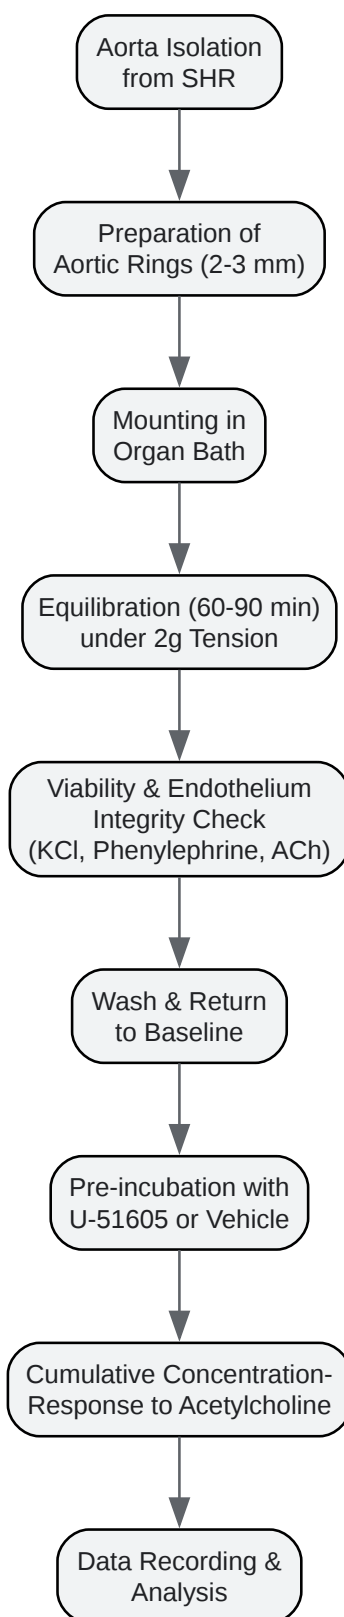 Aorta Isolation
from SHR
Preparation of
Aortic Rings (2-3 mm)
Mounting in
Organ Bath
Equilibration (60-90 min)
under 2g Tension
Viability & Endothelium
Integrity Check
(KCl, Phenylephrine, ACh)
Wash & Return
to Baseline
Pre-incubation with
U-51605 or Vehicle
Cumulative Concentration-
Response to Acetylcholine
Data Recording &
Analysis